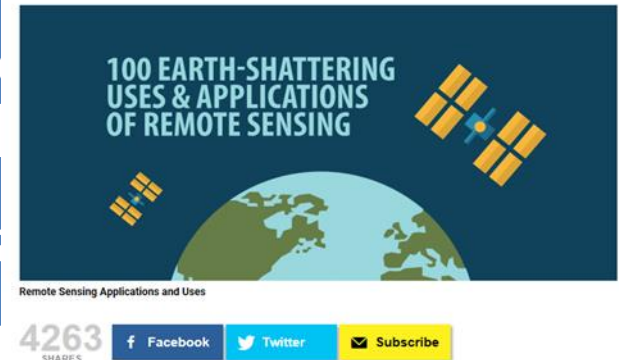 100 EARTH-SHATTERING
USES & APPLICATIONS
OF REMOTE SENSING
Remote Sensing Applications and Uses
4263
SHARES
Facebook
Twitter
Subscribe